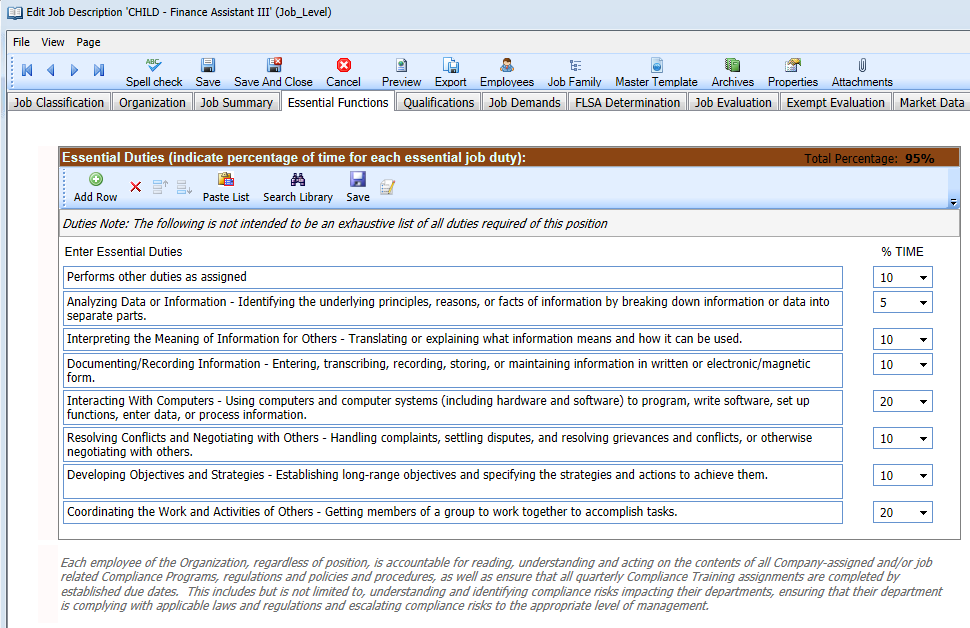 Edit Job Description 'CHILD - Finance Assistant III' (Job_Level)
File View Page
Spell check Save Save And Close Cancel Preview Export Employees Job Family Master Template Archives Properties Attachments
Job Classification Organization Job Summary Essential Functions Qualifications Job Demands FLSA Determination Job Evaluation Exempt Evaluation Market Data
Essential Duties (indicate percentage of time for each essential job duty): Total Percentage: 95%
Add Row Paste List Search Library Save
Duties Note: The following is not intended to be an exhaustive list of all duties required of this position
Enter Essential Duties % TIME
Performs other duties as assigned 10
Analyzing Data or Information - Identifying the underlying principles, reasons, or facts of information by breaking down information or data into 5
separate parts.
Interpreting the Meaning of Information for Others - Translating or explaining what information means and how it can be used. 10
Documenting/Recording Information - Entering, transcribing, recording, storing, or maintaining information in written or electronic/magnetic 10
form.
Interacting With Computers - Using computers and computer systems (including hardware and software) to program, write software, set up 20
functions, enter data, or process information.
Resolving Conflicts and Negotiating with Others - Handling complaints, settling disputes, and resolving grievances and conflicts, or otherwise 10
negotiating with others.
Developing Objectives and Strategies - Establishing long-range objectives and specifying the strategies and actions to achieve them. 10
Coordinating the Work and Activities of Others - Getting members of a group to work together to accomplish tasks. 20
Each employee of the Organization, regardless of position, is accountable for reading, understanding and acting on the contents of all Company-assigned and/or job
related Compliance Programs, regulations and policies and procedures, as well as ensure that all quarterly Compliance Training assignments are completed by
established due dates. This includes but is not limited to, understanding and identifying compliance risks impacting their departments, ensuring that their department
is complying with applicable laws and regulations and escalating compliance risks to the appropriate level of management.